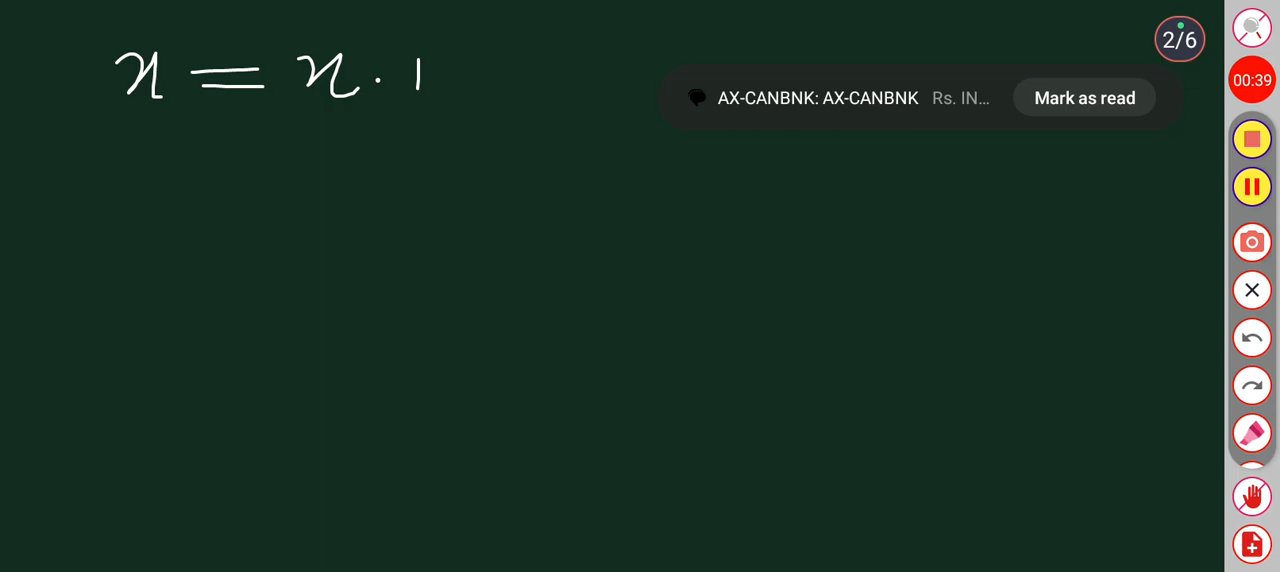 x = x · 1
2/6
AX-CANBNK: AX-CANBNK Rs. IN... Mark as read
00:39